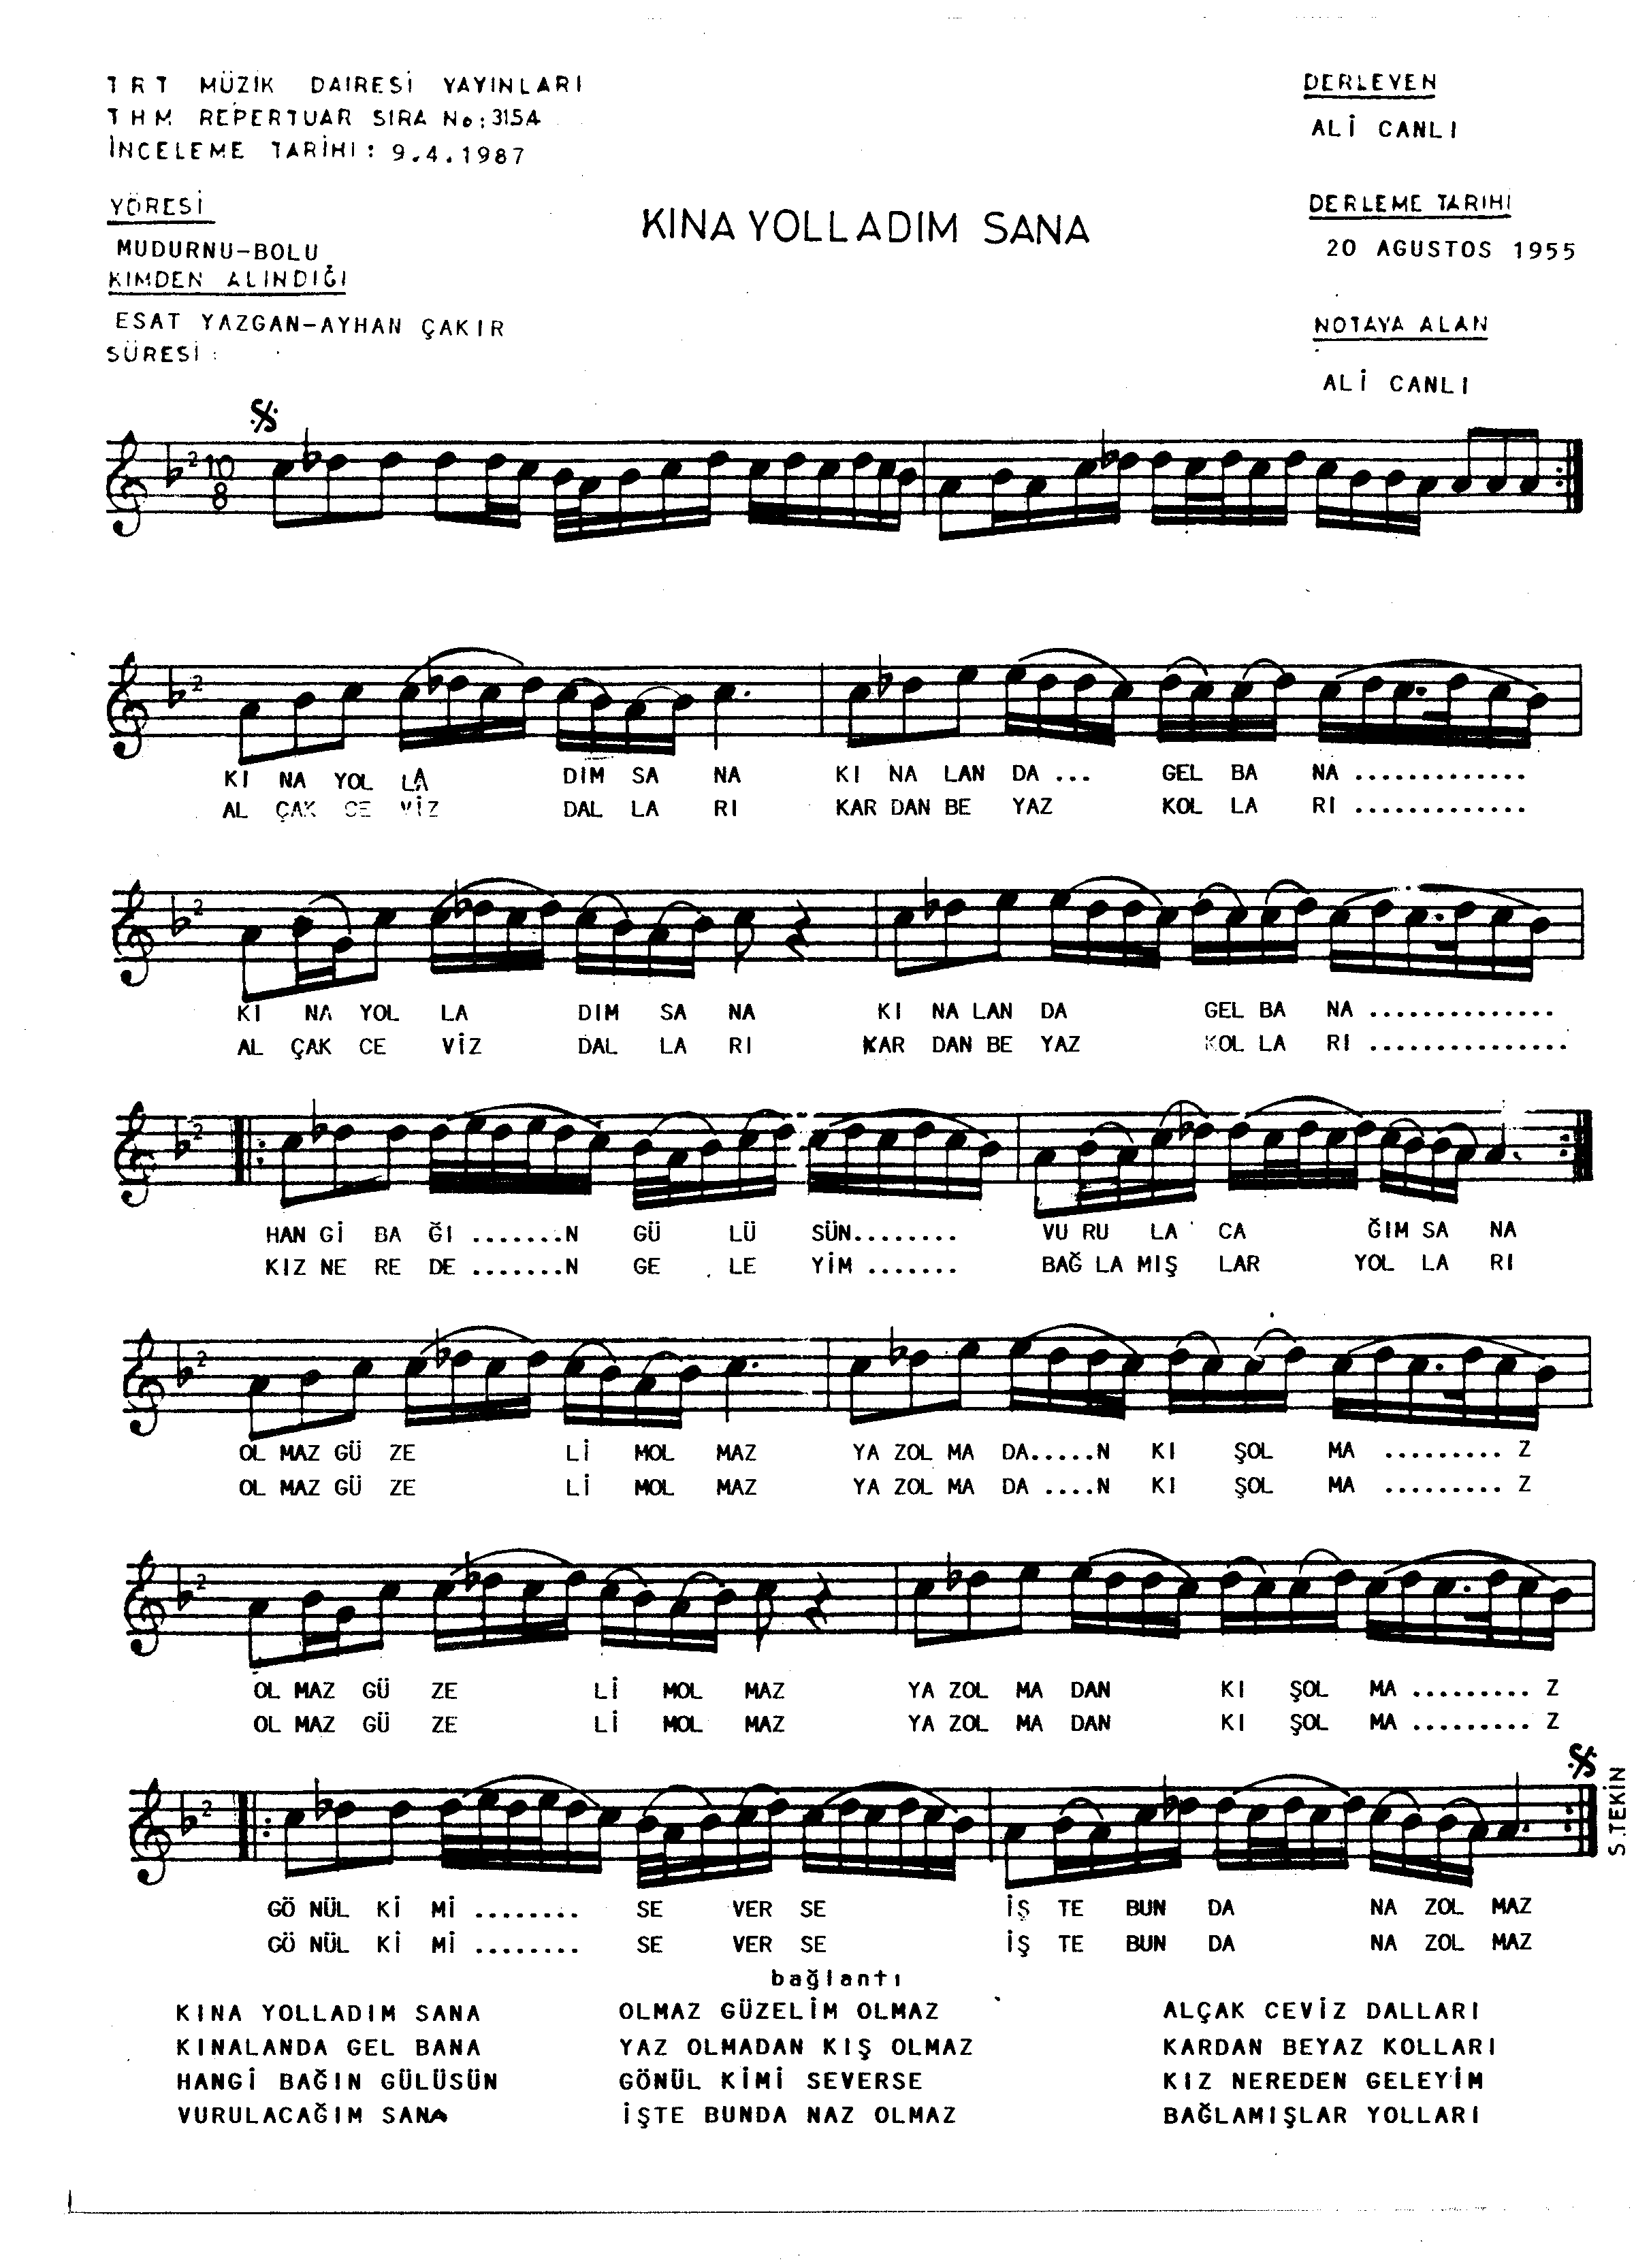 TRT MÜZİK DAİRESİ YAYINLARI
THM REPERTUAR SIRA No: 3154
İNCELEME TARİHİ: 9.4.1987
YÖRESİ
MUDURNU-BOLU
KİMDEN ALINDIĞI
ESAT YAZGAN-AYHAN ÇAKIR
SÜRESİ:
KINA YOLLADIM SANA
DERLEYEN
ALİ CANLI
DERLEME TARİHİ
20 AGUSTOS 1955
NOTAYA ALAN
ALİ CANLI
2 10 8
2
KI NA YOL LA DIM SA NA KI NA LAN DA ... GEL BA NA .............
AL ÇAK CE VİZ DAL LA RI KAR DAN BE YAZ KOL LA RI .............
2
KI NA YOL LA DIM SA NA KI NA LAN DA GEL BA NA ..............
AL ÇAK CE VİZ DAL LA RI KAR DAN BE YAZ KOL LA RI ...............
2
HAN Gİ BA ĞI .......N GÜ LÜ SÜN........ VU RU LA CA ĞIM SA NA
KIZ NE RE DE .......N GE LE YİM ....... BAĞ LA MIŞ LAR YOL LA RI
2
OL MAZ GÜ ZE Lİ MOL MAZ YA ZOL MA DA.....N KI ŞOL MA ......... Z
OL MAZ GÜ ZE Lİ MOL MAZ YA ZOL MA DA ....N KI ŞOL MA ......... Z
2
OL MAZ GÜ ZE Lİ MOL MAZ YA ZOL MA DAN KI ŞOL MA ......... Z
OL MAZ GÜ ZE Lİ MOL MAZ YA ZOL MA DAN KI ŞOL MA ......... Z
2
S.TEKİN
GÖ NÜL Kİ Mİ ........ SE VER SE İŞ TE BUN DA NA ZOL MAZ
GÖ NÜL Kİ Mİ ........ SE VER SE İŞ TE BUN DA NA ZOL MAZ
KINA YOLLADIM SANA
KINALANDA GEL BANA
HANGİ BAĞIN GÜLÜSÜN
VURULACAĞIM SANA
bağlantı
OLMAZ GÜZELİM OLMAZ
YAZ OLMADAN KIŞ OLMAZ
GÖNÜL KİMİ SEVERSE
İŞTE BUNDA NAZ OLMAZ
ALÇAK CEVİZ DALLARI
KARDAN BEYAZ KOLLARI
KIZ NEREDEN GELEYİM
BAĞLAMIŞLAR YOLLARI